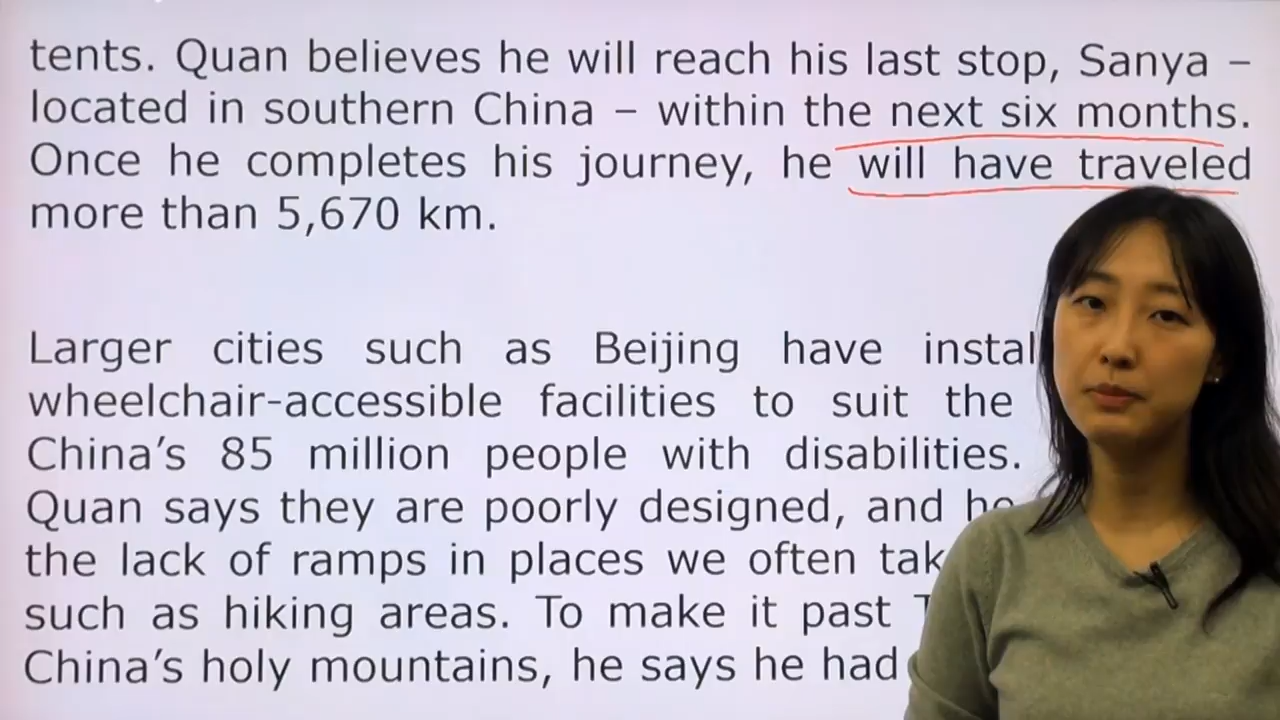 tents. Quan believes he will reach his last stop, Sanya –
located in southern China – within the next six months.
Once he completes his journey, he will have traveled
more than 5,670 km.
Larger cities such as Beijing have
wheelchair-accessible facilities to suit the
China's 85 million people with disabilities.
Quan says they are poorly designed, and
the lack of ramps in places we often
such as hiking areas. To make it past
China's holy mountains, he says he had